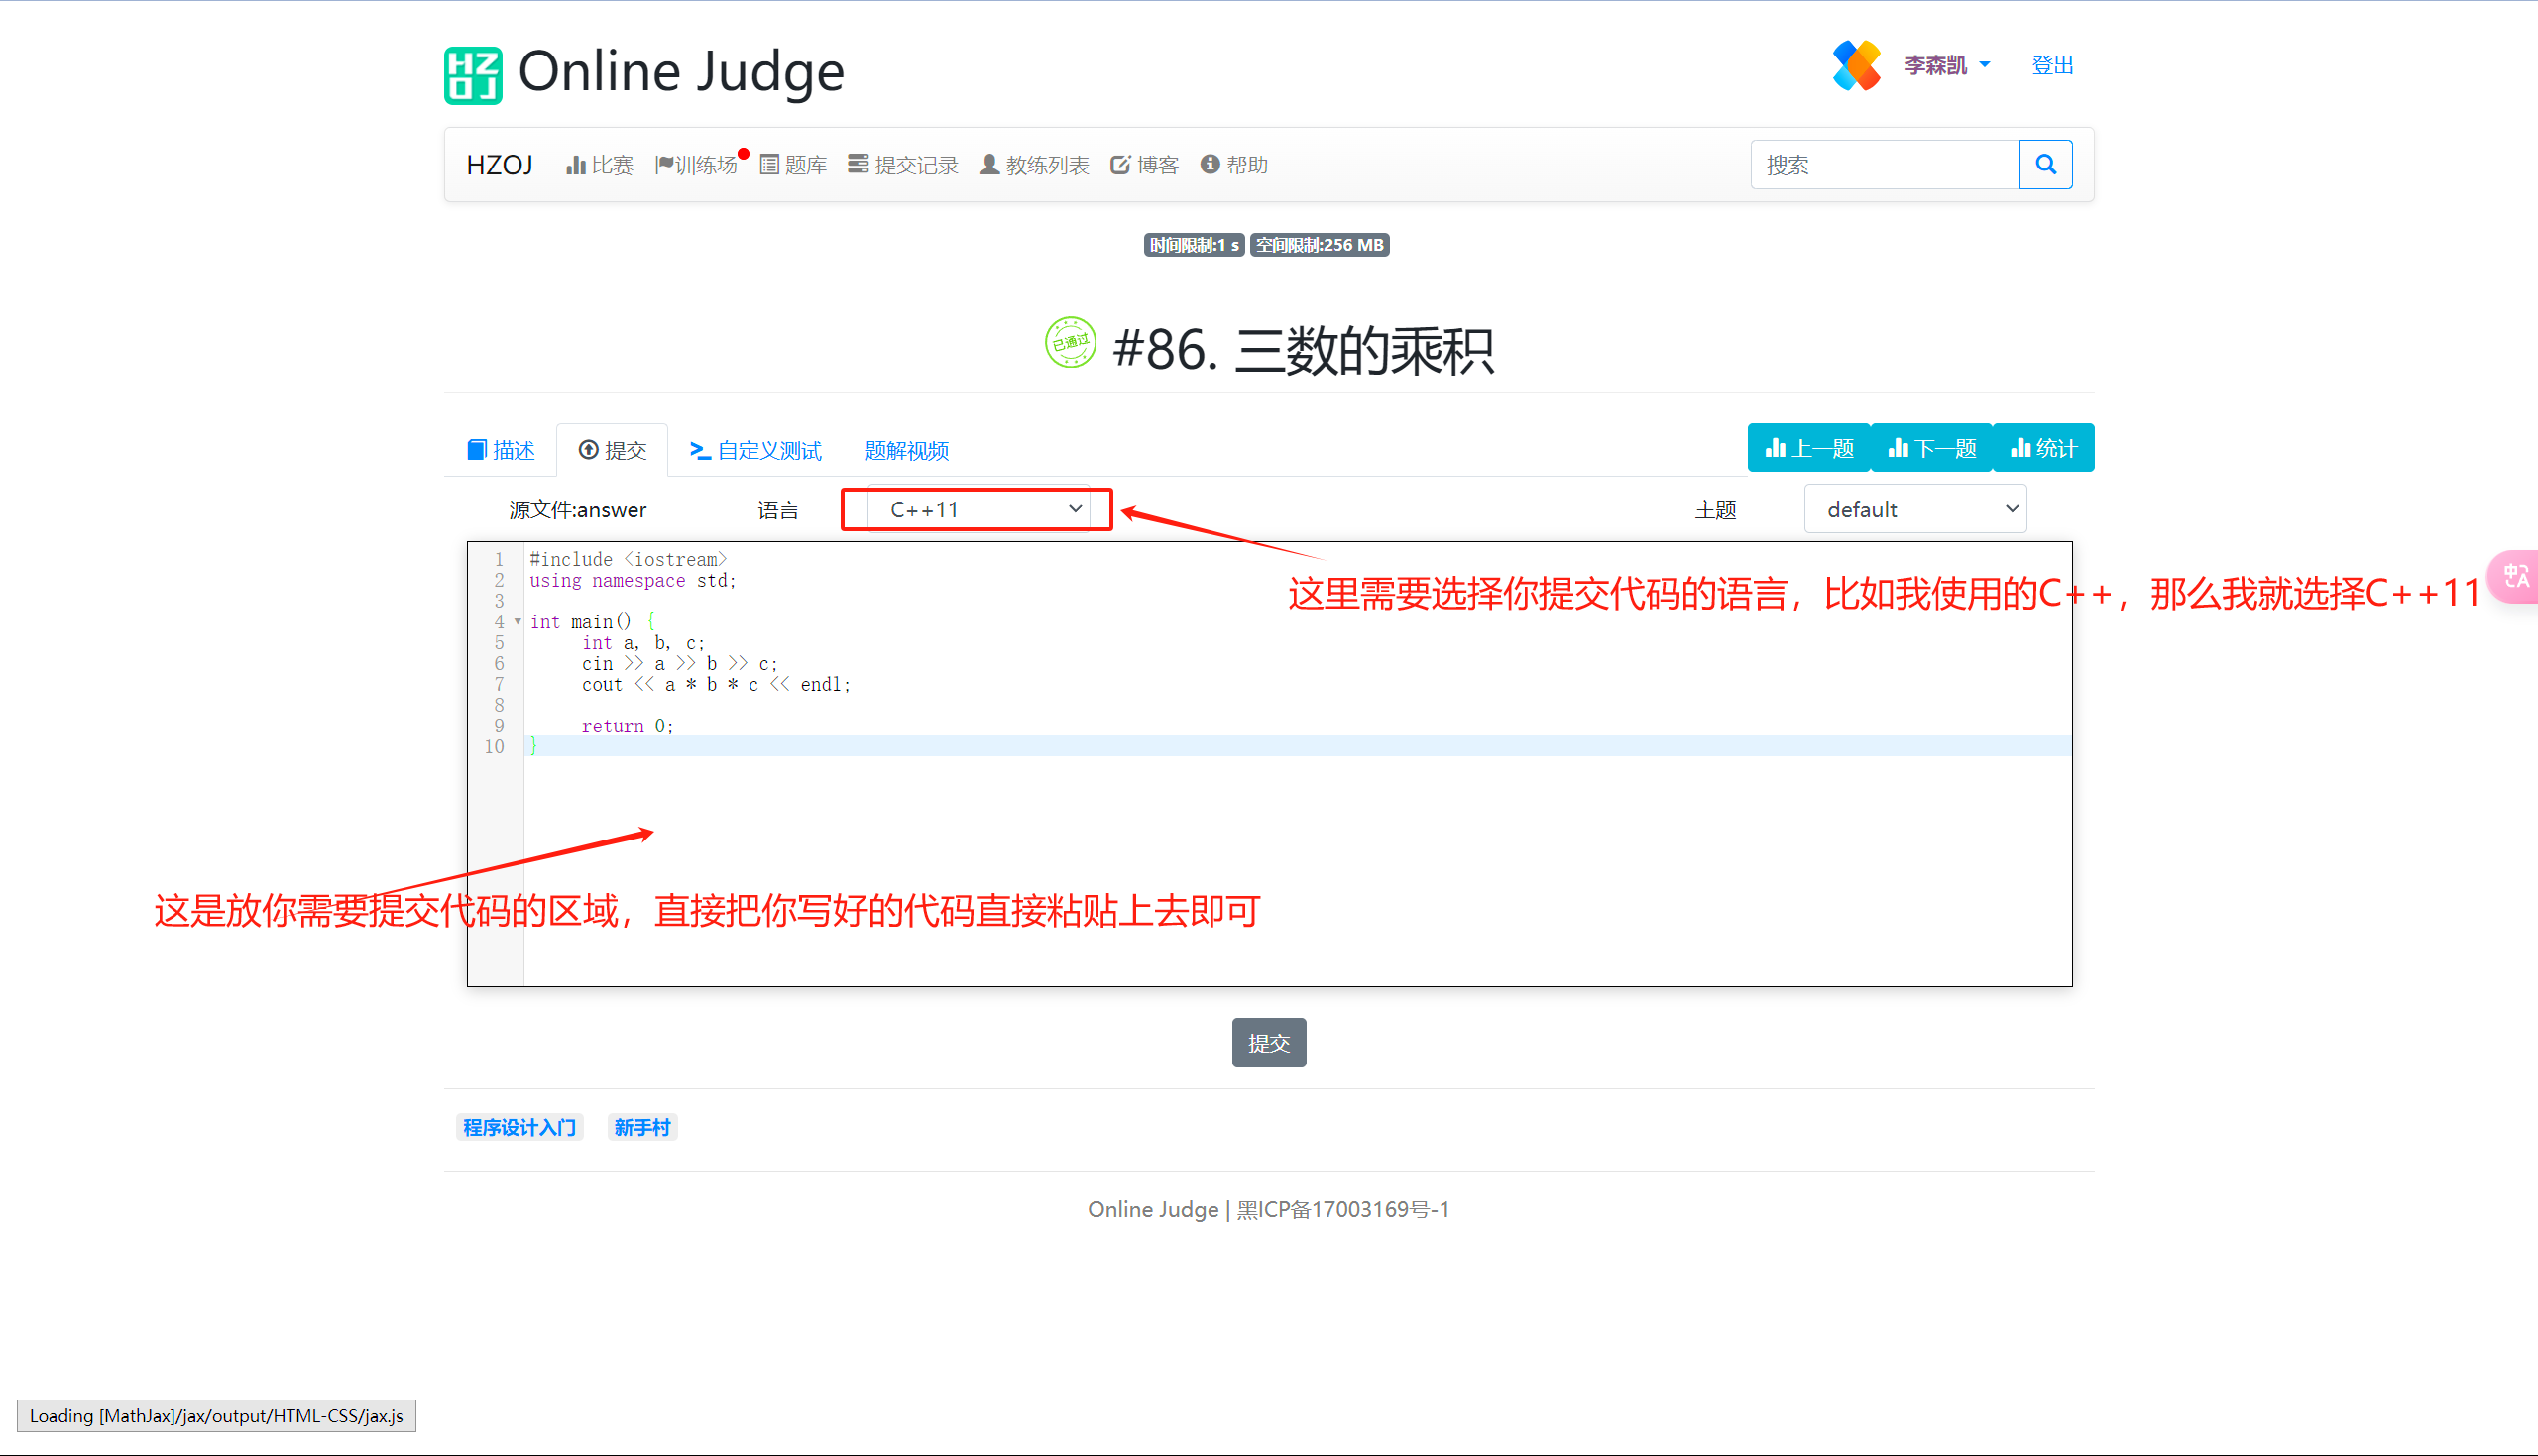 HZ
OJ
Online Judge
李森凯
登出
HZOJ 比赛 训练场 题库 提交记录 教练列表 博客 帮助 搜索
时间限制:1 s 空间限制:256 MB
已通过 #86. 三数的乘积
描述 提交 自定义测试 题解视频 上一题 下一题 统计
源文件:answer 语言 C++11 主题 default
1 #include <iostream>
2 using namespace std;
3
4 int main() {
5 int a, b, c;
6 cin >> a >> b >> c;
7 cout << a * b * c << endl;
8
9 return 0;
10 }
这里需要选择你提交代码的语言，比如我使用的C++，那么我就选择C++11
中A
这是放你需要提交代码的区域，直接把你写好的代码直接粘贴上去即可
提交
程序设计入门 新手村
Online Judge | 黑ICP备17003169号-1
Loading [MathJax]/jax/output/HTML-CSS/jax.js